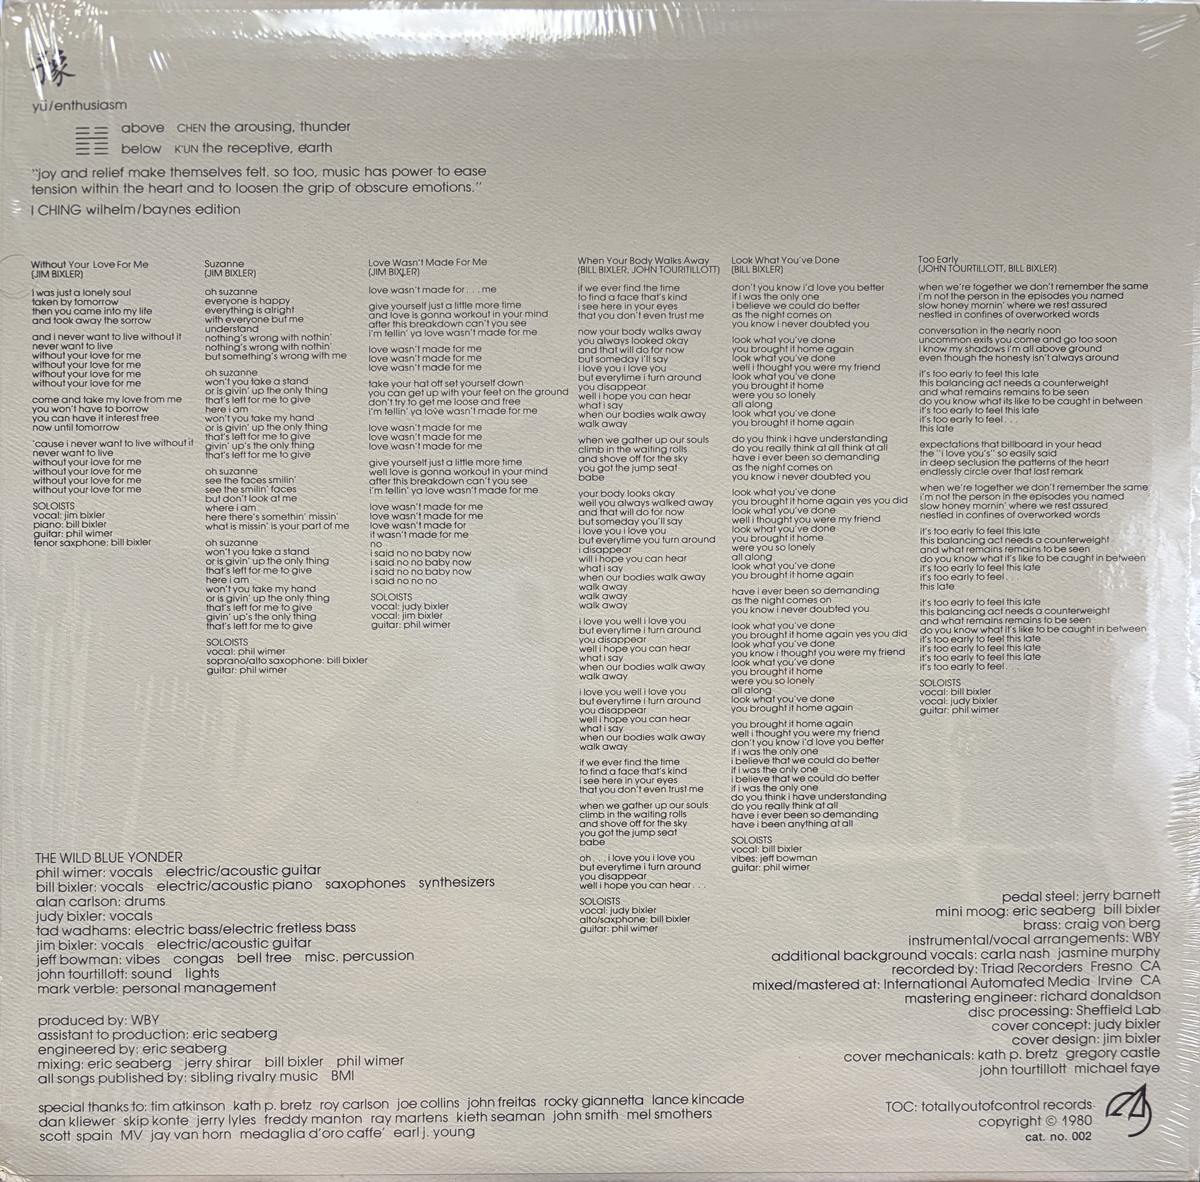 豫
yü/enthusiasm
above CHEN the arousing, thunder
below K'UN the receptive, earth
"joy and relief make themselves felt. so too, music has power to ease
tension within the heart and to loosen the grip of obscure emotions."
I CHING wilhelm/baynes edition
Without Your Love For Me
(JIM BIXLER)
i was just a lonely soul
taken by tomorrow
then you came into my life
and took away the sorrow
and i never want to live without it
never want to live
without your love for me
without your love for me
without your love for me
without your love for me
come and take my love from me
you won't have to borrow
you can have it interest free
now until tomorrow
'cause i never want to live without it
never want to live
without your love for me
without your love for me
without your love for me
without your love for me
SOLOISTS
vocal: jim bixler
piano: bill bixler
guitar: phil wimer
tenor saxphone: bill bixler
Suzanne
(JIM BIXLER)
oh suzanne
everyone is happy
everything is alright
with everyone but me
understand
nothing's wrong with nothin'
nothing's wrong with nothin'
but something's wrong with me
oh suzanne
won't you take a stand
or is givin' up the only thing
that's left for me to give
here i am
won't you take my hand
or is givin' up the only thing
that's left for me to give
givin' up's the only thing
that's left for me to give
oh suzanne
see the faces smilin'
see the smilin' faces
but don't look at me
where i am
here there's somethin' missin'
what is missin' is your part of me
oh suzanne
won't you take a stand
or is givin' up the only thing
that's left for me to give
here i am
won't you take my hand
or is givin' up the only thing
that's left for me to give
givin' up's the only thing
that's left for me to give
SOLOISTS
vocal: phil wimer
soprano/alto saxophone: bill bixler
guitar: phil wimer
Love Wasn't Made For Me
(JIM BIXLER)
love wasn't made for. . .me
give yourself just a little more time
and love is gonna workout in your mind
after this breakdown can't you see
i'm tellin' ya love wasn't made for me
love wasn't made for me
love wasn't made for me
love wasn't made for me
take your hat off set yourself down
you can get up with your feet on the ground
don't try to get me loose and free
i'm tellin' ya love wasn't made for me
love wasn't made for me
love wasn't made for me
love wasn't made for me
give yourself just a little more time
well love is gonna workout in your mind
after this breakdown can't you see
i'm tellin' ya love wasn't made for me
love wasn't made for me
love wasn't made for me
love wasn't made for
it wasn't made for me
no
i said no no baby now
i said no no baby now
i said no no baby now
i said no no no
SOLOISTS
vocal: judy bixler
vocal: jim bixler
guitar: phil wimer
When Your Body Walks Away
(BILL BIXLER, JOHN TOURITILLOTT)
if we ever find the time
to find a face that's kind
i see here in your eyes
that you don't even trust me
now your body walks away
you always looked okay
and that will do for now
but someday i'll say
i love you i love you
but everytime i turn around
you disappear
well i hope you can hear
what i say
when our bodies walk away
walk away
when we gather up our souls
climb in the waiting rolls
and shove off for the sky
you got the jump seat
babe
your body looks okay
well you always walked away
and that will do for now
but someday you'll say
i love you i love you
but everytime you turn around
i disappear
will i hope you can hear
what i say
when our bodies walk away
walk away
walk away
walk away
i love you well i love you
but everytime i turn around
you disappear
well i hope you can hear
what i say
when our bodies walk away
walk away
i love you well i love you
but everytime i turn around
you disappear
well i hope you can hear
what i say
when our bodies walk away
walk away
if we ever find the time
to find a face that's kind
i see here in your eyes
that you don't even trust me
when we gather up our souls
climb in the waiting rolls
and shove off for the sky
you got the jump seat
babe
oh. . .i love you i love you
but everytime i turn around
you disappear
well i hope you can hear. . .
SOLOISTS
vocal: judy bixler
alto/saxphone: bill bixler
guitar: phil wimer
Look What You've Done
(BILL BIXLER)
don't you know i'd love you better
if i was the only one
i believe we could do better
as the night comes on
you know i never doubted you
look what you've done
you brought it home again
look what you've done
well i thought you were my friend
look what you've done
you brought it home
were you so lonely
all along
look what you've done
you brought it home again
do you think i have understanding
do you really think at all think at all
have i ever been so demanding
as the night comes on
you know i never doubted you
look what you've done
you brought it home again yes you did
look what you've done
well i thought you were my friend
look what you've done
you brought it home
were you so lonely
all along
look what you've done
you brought it home again
have i ever been so demanding
as the night comes on
you know i never doubted you
look what you've done
you brought it home again yes you did
look what you've done
you know i thought you were my friend
look what you've done
you brought it home
were you so lonely
all along
look what you've done
you brought it home again
you brought it home again
well i thought you were my friend
don't you know i'd love you better
if i was the only one
i believe that we could do better
if i was the only one
i believe that we could do better
if i was the only one
do you think i have understanding
do you really think at all
have i ever been so demanding
have i been anything at all
SOLOISTS
vocal: bill bixler
vibes: jeff bowman
guitar: phil wimer
Too Early
(JOHN TOURTILLOTT, BILL BIXLER)
when we're together we don't remember the same
i'm not the person in the episodes you named
slow honey mornin' where we rest assured
nestled in confines of overworked words
conversation in the nearly noon
uncommon exits you come and go too soon
i know my shadows i'm all above ground
even though the honesty isn't always around
it's too early to feel this late
this balancing act needs a counterweight
and what remains remains to be seen
do you know what it's like to be caught in between
it's too early to feel this late
it's too early to feel. . .
this late
expectations that billboard in your head
the "i love you's" so easily said
in deep seclusion the patterns of the heart
endlessly circle over that last remark
when we're together we don't remember the same
i'm not the person in the episodes you named
slow honey mornin' where we rest assured
nestled in confines of overworked words
it's too early to feel this late
this balancing act needs a counterweight
and what remains remains to be seen
do you know what it's like to be caught in between
it's too early to feel this late
it's too early to feel. . .
this late
it's too early to feel this late
this balancing act needs a counterweight
and what remains remains to be seen
do you know what it's like to be caught in between
it's too early to feel this late
it's too early to feel this late
it's too early to feel this late
it's too early to feel. . .
SOLOISTS
vocal: bill bixler
vocal: judy bixler
guitar: phil wimer
THE WILD BLUE YONDER
phil wimer: vocals electric/acoustic guitar
bill bixler: vocals electric/acoustic piano saxophones synthesizers
alan carlson: drums
judy bixler: vocals
tad wadhams: electric bass/electric fretless bass
jim bixler: vocals electric/acoustic guitar
jeff bowman: vibes congas bell tree misc. percussion
john tourtillott: sound lights
mark verble: personal management
produced by: WBY
assistant to production: eric seaberg
engineered by: eric seaberg
mixing: eric seaberg jerry shirar bill bixler phil wimer
all songs published by: sibling rivalry music BMI
special thanks to: tim atkinson kath p. bretz roy carlson joe collins john freitas rocky giannetta lance kincade
dan kliewer skip konte jerry lyles freddy manton ray martens kieth seaman john smith mel smothers
scott spain MV jay van horn medaglia d'oro caffe' earl j. young
pedal steel: jerry barnett
mini moog: eric seaberg bill bixler
brass: craig von berg
instrumental/vocal arrangements: WBY
additional background vocals: carla nash jasmine murphy
recorded by: Triad Recorders Fresno CA
mixed/mastered at: International Automated Media Irvine CA
mastering engineer: richard donaldson
disc processing: Sheffield Lab
cover concept: judy bixler
cover design: jim bixler
cover mechanicals: kath p. bretz gregory castle
john tourtillott michael faye
TOC: totallyoutofcontrol records
copyright © 1980
cat. no. 002